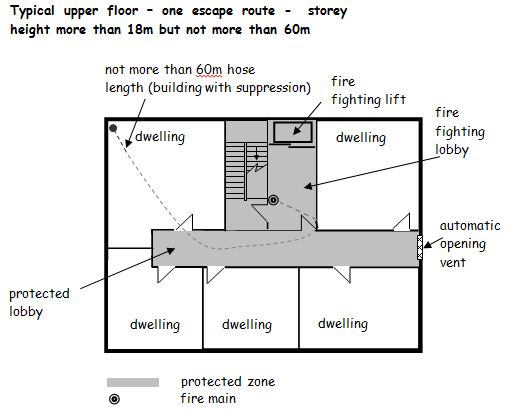 Typical upper floor – one escape route - storey
height more than 18m but not more than 60m
not more than 60m hose
length (building with suppression)
fire
fighting lift
fire
fighting
lobby
dwelling
dwelling
automatic
opening
vent
protected
lobby
dwelling
dwelling
dwelling
protected zone
fire main